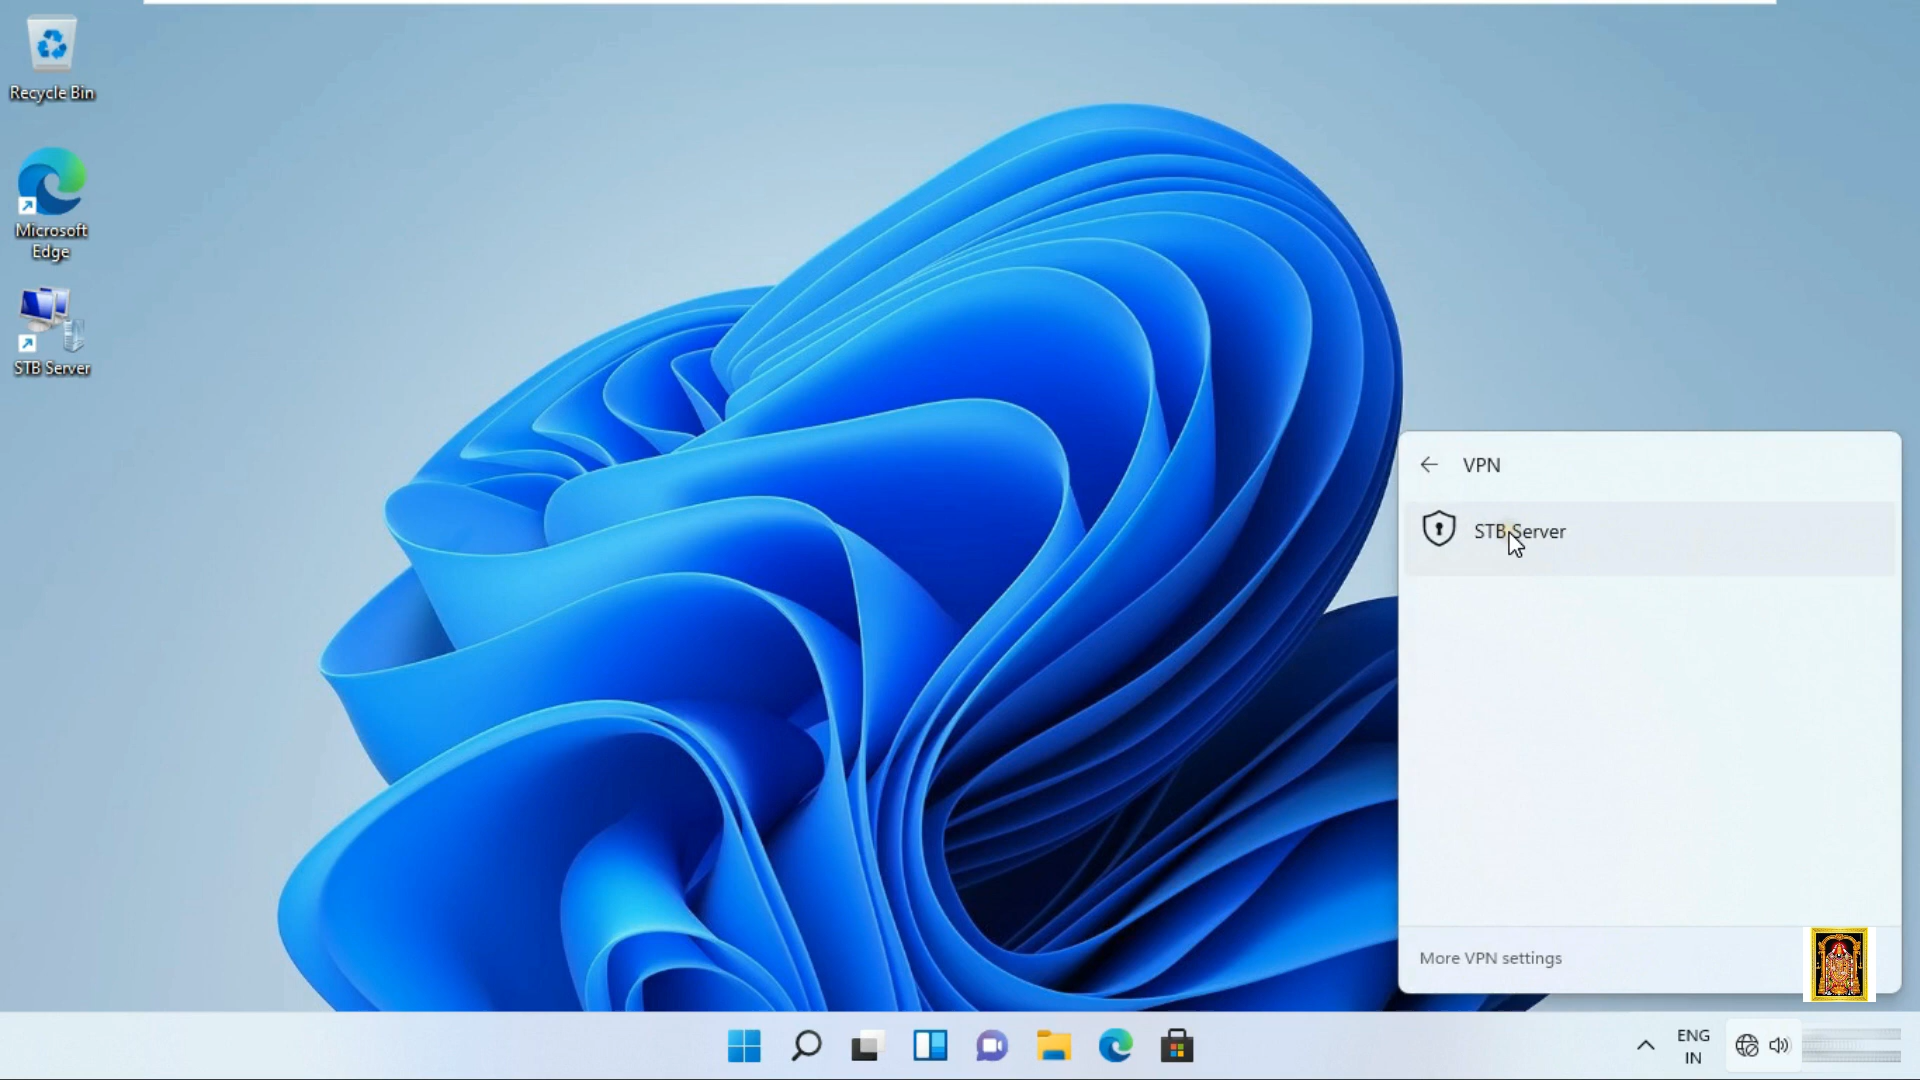 Recycle Bin
Microsoft
Edge
STB Server
VPN
STB Server
More VPN settings
ENG
IN